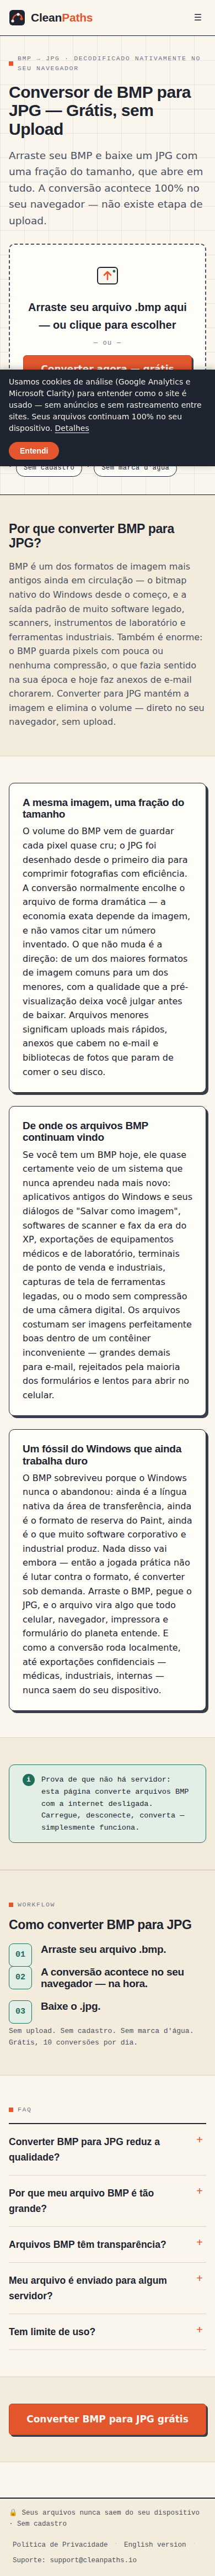 CleanPaths
BMP → JPG · DECODIFICADO NATIVAMENTE NO
SEU NAVEGADOR
Conversor de BMP para
JPG — Grátis, sem
Upload
Arraste seu BMP e baixe um JPG com
uma fração do tamanho, que abre em
tudo. A conversão acontece 100% no
seu navegador — não existe etapa de
upload.
Arraste seu arquivo .bmp aqui
— ou clique para escolher
— ou —
Converter agora — grátis
Usamos cookies de análise (Google Analytics e
Microsoft Clarity) para entender como o site é
usado — sem anúncios e sem rastreamento entre
sites. Seus arquivos continuam 100% no seu
dispositivo. Detalhes
Entendi
Sem cadastro
Sem marca d'água
Por que converter BMP para
JPG?
BMP é um dos formatos de imagem mais
antigos ainda em circulação — o bitmap
nativo do Windows desde o começo, e a
saída padrão de muito software legado,
scanners, instrumentos de laboratório e
ferramentas industriais. Também é enorme:
o BMP guarda pixels com pouca ou
nenhuma compressão, o que fazia sentido
na sua época e hoje faz anexos de e-mail
chorarem. Converter para JPG mantém a
imagem e elimina o volume — direto no seu
navegador, sem upload.
A mesma imagem, uma fração do
tamanho
O volume do BMP vem de guardar
cada pixel quase cru; o JPG foi
desenhado desde o primeiro dia para
comprimir fotografias com eficiência.
A conversão normalmente encolhe o
arquivo de forma dramática — a
economia exata depende da imagem,
e não vamos citar um número
inventado. O que não muda é a
direção: de um dos maiores formatos
de imagem comuns para um dos
menores, com a qualidade que a pré-
visualização deixa você julgar antes
de baixar. Arquivos menores
significam uploads mais rápidos,
anexos que cabem no e-mail e
bibliotecas de fotos que param de
comer o seu disco.
De onde os arquivos BMP
continuam vindo
Se você tem um BMP hoje, ele quase
certamente veio de um sistema que
nunca aprendeu nada mais novo:
aplicativos antigos do Windows e seus
diálogos de "Salvar como imagem",
softwares de scanner e fax da era do
XP, exportações de equipamentos
médicos e de laboratório, terminais
de ponto de venda e industriais,
capturas de tela de ferramentas
legadas, ou o modo sem compressão
de uma câmera digital. Os arquivos
costumam ser imagens perfeitamente
boas dentro de um contêiner
inconveniente — grandes demais
para e-mail, rejeitados pela maioria
dos formulários e lentos para abrir no
celular.
Um fóssil do Windows que ainda
trabalha duro
O BMP sobreviveu porque o Windows
nunca o abandonou: ainda é a língua
nativa da área de transferência, ainda
é o formato de reserva do Paint, ainda
é o que muito software corporativo e
industrial produz. Nada disso vai
embora — então a jogada prática não
é lutar contra o formato, é converter
sob demanda. Arraste o BMP, pegue o
JPG, e o arquivo vira algo que todo
celular, navegador, impressora e
formulário do planeta entende. E
como a conversão roda localmente,
até exportações confidenciais —
médicas, industriais, internas —
nunca saem do seu dispositivo.
i
Prova de que não há servidor:
esta página converte arquivos BMP
com a internet desligada.
Carregue, desconecte, converta —
simplesmente funciona.
WORKFLOW
Como converter BMP para JPG
01
Arraste seu arquivo .bmp.
02
A conversão acontece no seu
navegador — na hora.
03
Baixe o .jpg.
Sem upload. Sem cadastro. Sem marca d'água.
Grátis, 10 conversões por dia.
FAQ
Converter BMP para JPG reduz a
qualidade?
Por que meu arquivo BMP é tão
grande?
Arquivos BMP têm transparência?
Meu arquivo é enviado para algum
servidor?
Tem limite de uso?
Converter BMP para JPG grátis
Seus arquivos nunca saem do seu dispositivo
· Sem cadastro
Política de Privacidade
English version
Suporte: support@cleanpaths.io